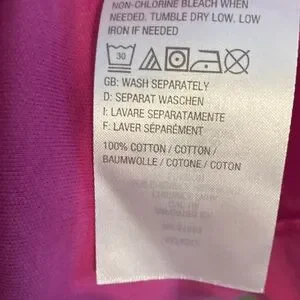 NON-CHLORINE BLEACH WHEN
NEEDED. TUMBLE DRY LOW, LOW
IRON IF NEEDED
30
GB: WASH SEPARATELY
D: SEPARAT WASCHEN
I: LAVARE SEPARATAMENTE
F: LAVER SÉPARÉMENT
100% COTTON / COTTON /
BAUMWOLLE / COTONE / COTON